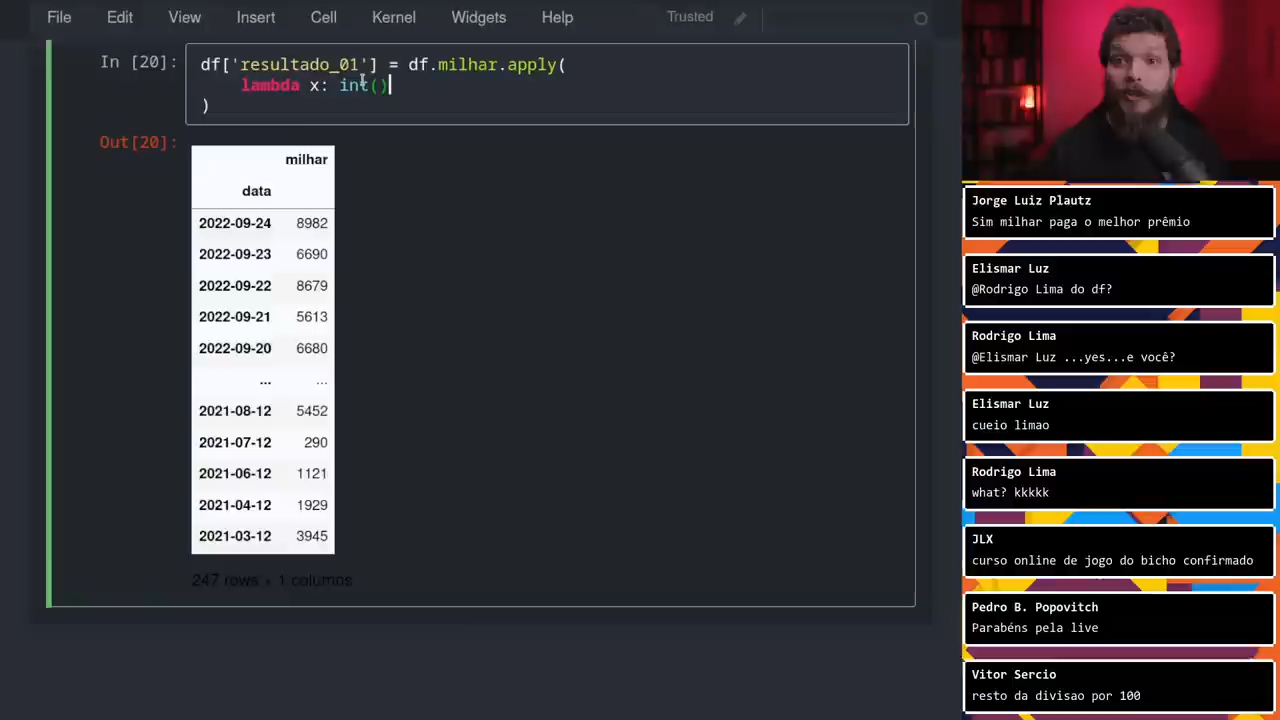 File Edit View Insert Cell Kernel Widgets Help Trusted
In [20]:
df['resultado_01'] = df.milhar.apply(
lambda x: int()
)
Out[20]:
milhar
data
2022-09-24 8982
2022-09-23 6690
2022-09-22 8679
2022-09-21 5613
2022-09-20 6680
... ...
2021-08-12 5452
2021-07-12 290
2021-06-12 1121
2021-04-12 1929
2021-03-12 3945
247 rows × 1 columns
Jorge Luiz Plautz
Sim milhar paga o melhor prêmio
Elismar Luz
@Rodrigo Lima do df?
Rodrigo Lima
@Elismar Luz ...yes...e você?
Elismar Luz
cueio limao
Rodrigo Lima
what? kkkkk
JLX
curso online de jogo do bicho confirmado
Pedro B. Popovitch
Parabéns pela live
Vitor Sercio
resto da divisao por 100